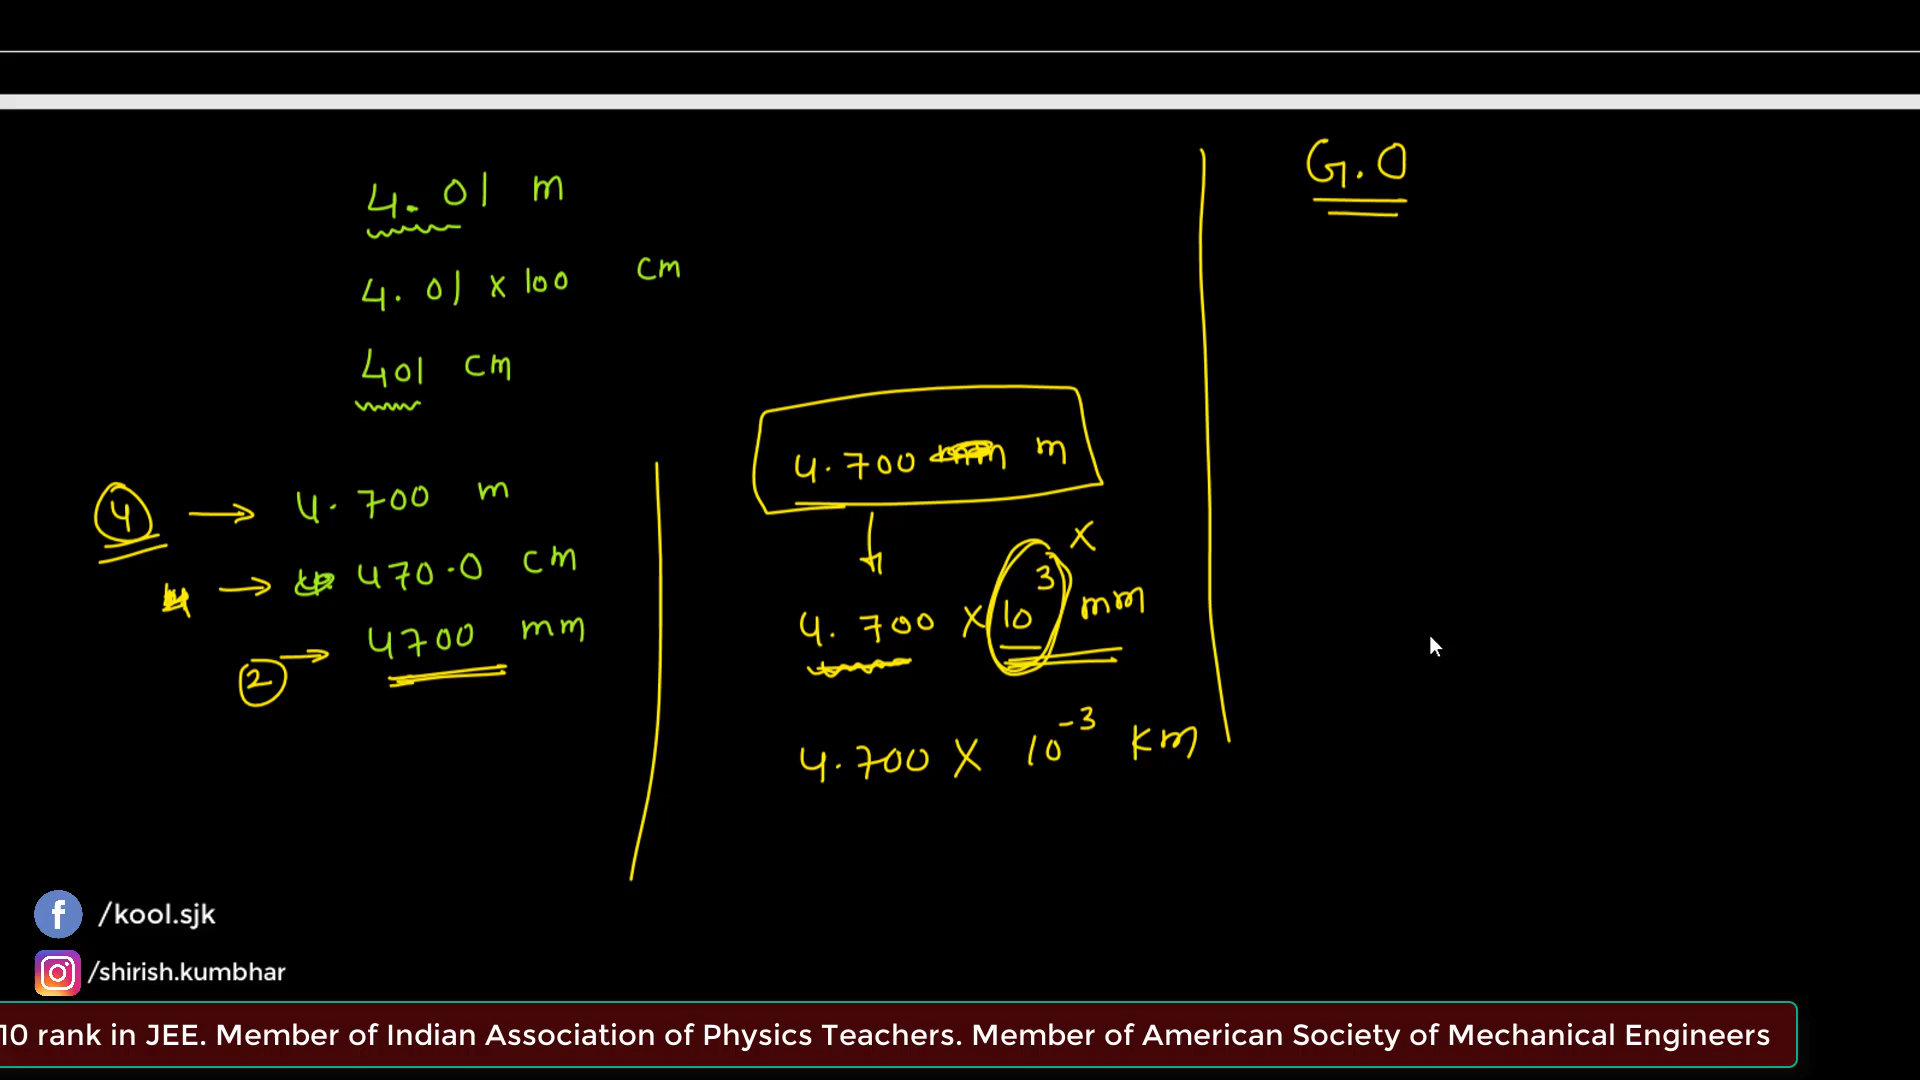 4.01 m
4.01 x 100 cm
401 cm
4 → 4.700 m
4 → 470.0 cm
2 → 4700 mm
4.700 m
4.700 x 10³ mm
x
4.700 x 10⁻³ km
G.O
/kool.sjk
/shirish.kumbhar
10 rank in JEE. Member of Indian Association of Physics Teachers. Member of American Society of Mechanical Engineers